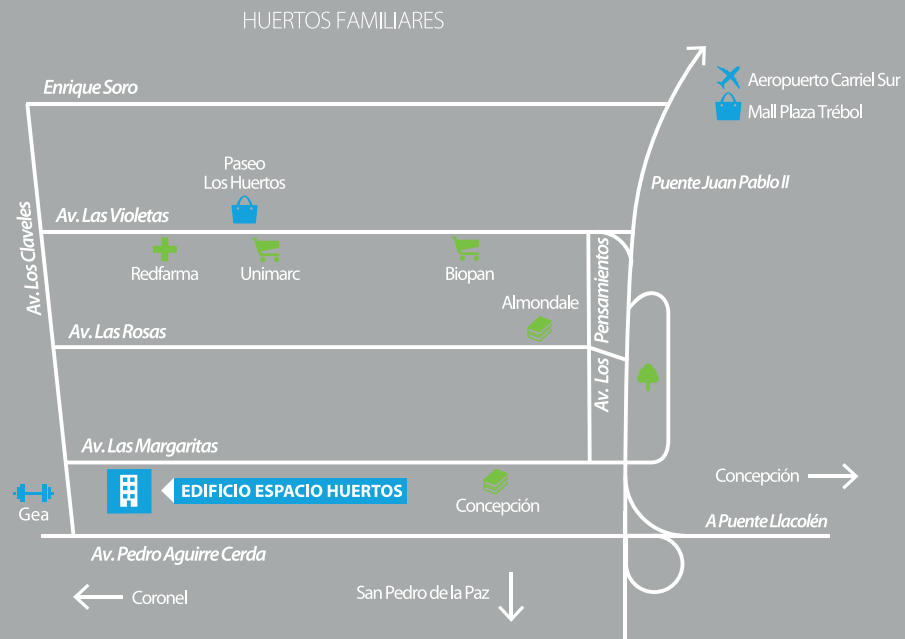 HUERTOS FAMILIARES
Enrique Soro
Aeropuerto Carriel Sur
Mall Plaza Trébol
Paseo
Los Huertos
Puente Juan Pablo II
Av. Los Claveles
Av. Las Violetas
Redfarma
Unimarc
Biopan
Av. Los Pensamientos
Almondale
Av. Las Rosas
Av. Las Margaritas
Concepción
EDIFICIO ESPACIO HUERTOS
Gea
Concepción
A Puente Llacolén
Av. Pedro Aguirre Cerda
Coronel
San Pedro de la Paz